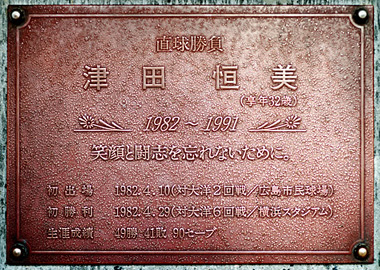 直球勝負
津田恒美
(享年32歳)
1982～1991
笑顔と闘志を忘れないために。
初出場 1982.4.10(対大洋2回戦/広島市民球場)
初勝利 1982.4.29(対大洋6回戦/横浜スタジアム)
生涯成績 49勝-41敗 90セーブ